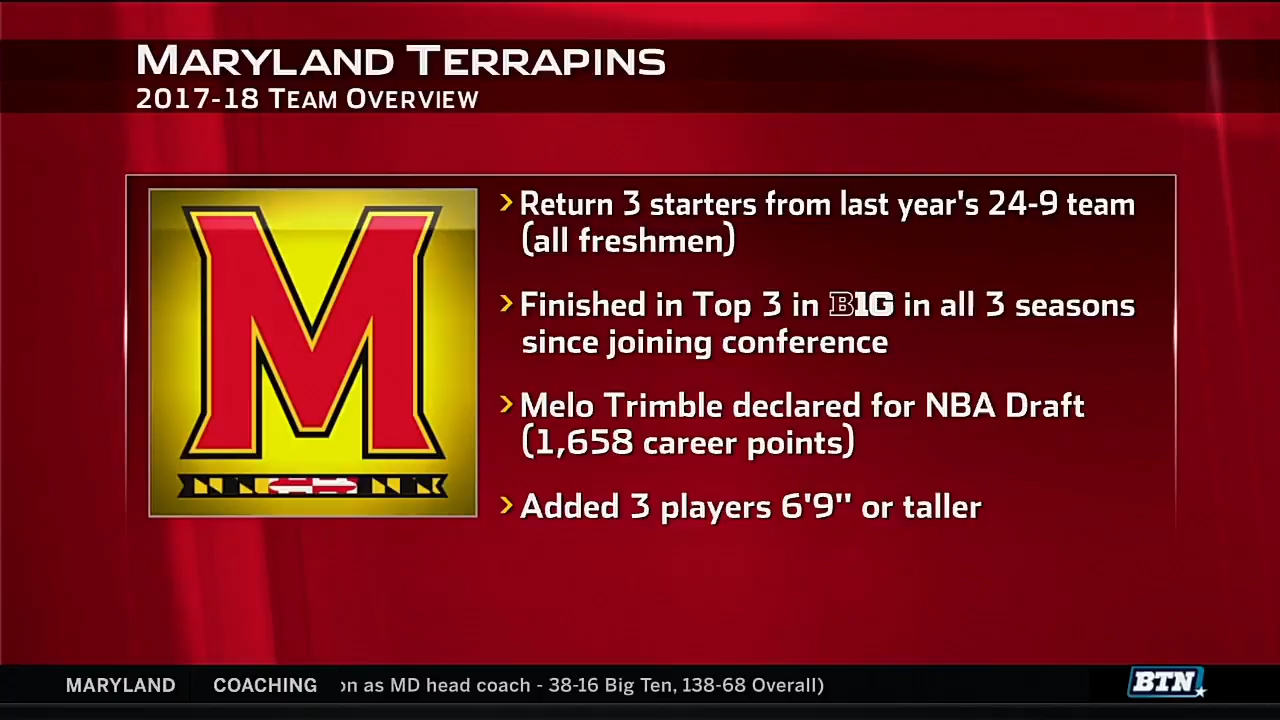 MARYLAND TERRAPINS
2017-18 TEAM OVERVIEW
M
› Return 3 starters from last year's 24-9 team
(all freshmen)
› Finished in Top 3 in B1G in all 3 seasons
since joining conference
› Melo Trimble declared for NBA Draft
(1,658 career points)
› Added 3 players 6'9'' or taller
MARYLAND COACHING on as MD head coach - 38-16 Big Ten, 138-68 Overall) BTN